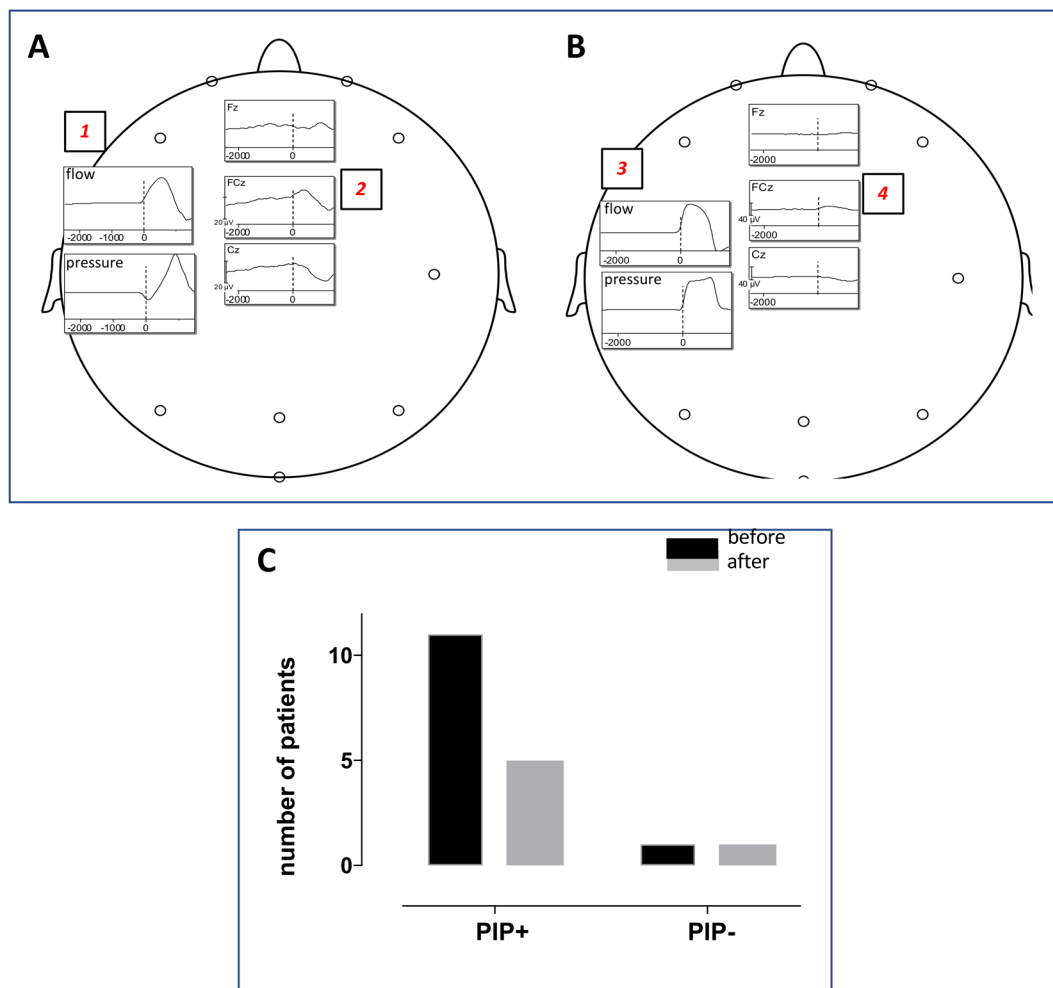 A
1
flow
-2000 -1000 0
pressure
-2000 -1000 0
Fz
-2000 0
FCz
20 µV
-2000 0
2
Cz
20 µV
-2000 0
B
3
flow
-2000 0
pressure
-2000 0
Fz
-2000
FCz
40 µV
-2000
4
Cz
40 µV
-2000
C
before
after
number of patients
10
5
0
PIP+ PIP-